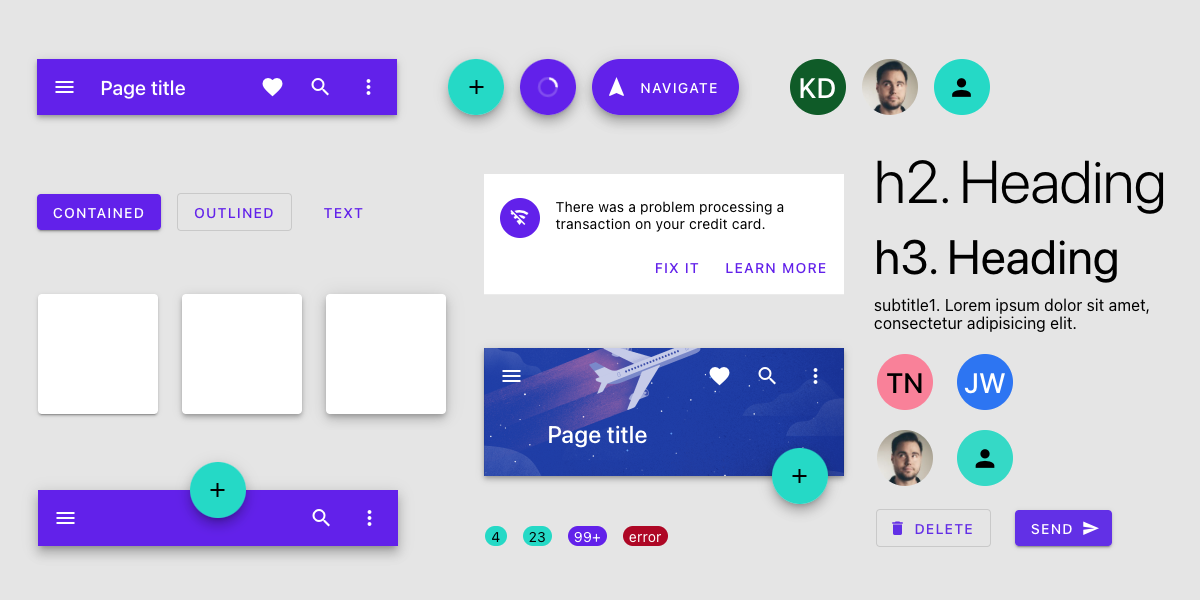 Page title
NAVIGATE
KD
CONTAINED
OUTLINED
TEXT
There was a problem processing a
transaction on your credit card.
FIX IT
LEARN MORE
h2. Heading
h3. Heading
subtitle1. Lorem ipsum dolor sit amet,
consectetur adipisicing elit.
Page title
TN
JW
4
23
99+
error
DELETE
SEND